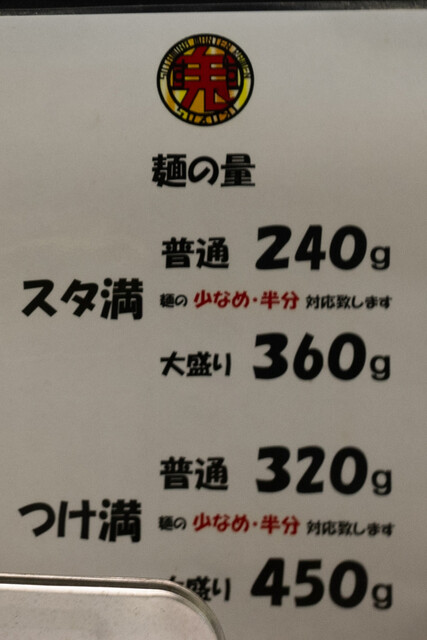 麺の量
スタ満
普通 240g
麺の 少なめ・半分 対応致します
大盛り 360g
つけ満
普通 320g
麺の 少なめ・半分 対応致します
盛り 450g